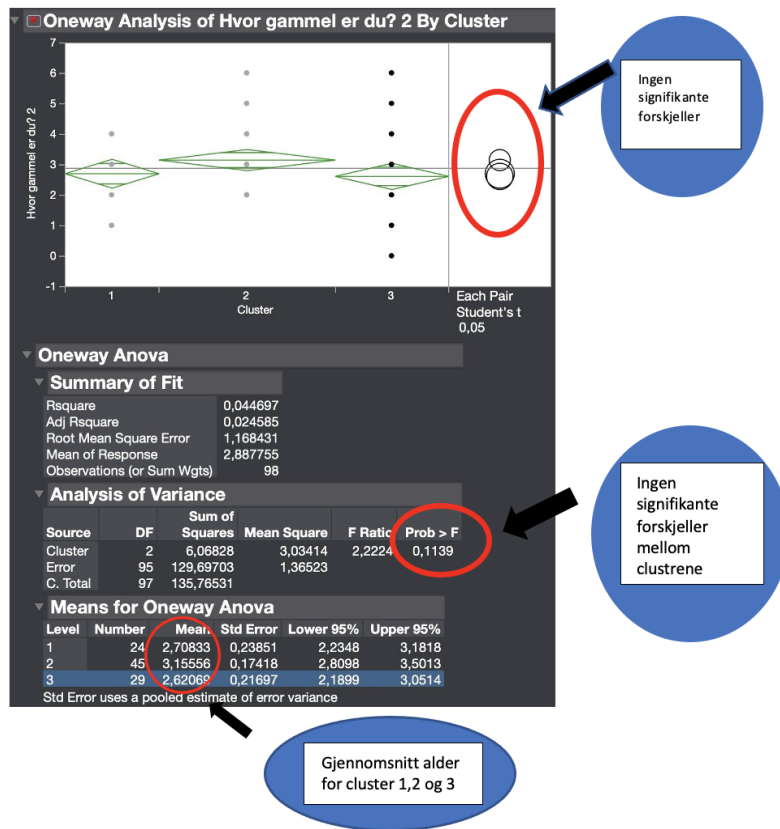 Oneway Analysis of Hvor gammel er du? 2 By Cluster
Hvor gammel er du? 2
7
6
5
4
3
2
1
0
-1
1
2
3
Cluster
Each Pair
Student's t
0,05
Ingen
signifikante
forskjeller
Oneway Anova
Summary of Fit
Rsquare 0,044697
Adj Rsquare 0,024585
Root Mean Square Error 1,168431
Mean of Response 2,887755
Observations (or Sum Wgts) 98
Analysis of Variance
Source DF Sum of Squares Mean Square F Ratio Prob > F
Cluster 2 6,06828 3,03414 2,2224 0,1139
Error 95 129,69703 1,36523
C. Total 97 135,76531
Ingen
signifikante
forskjeller
mellom
clustrene
Means for Oneway Anova
Level Number Mean Std Error Lower 95% Upper 95%
1 24 2,70833 0,23851 2,2348 3,1818
2 45 3,15556 0,17418 2,8098 3,5013
3 29 2,62069 0,21697 2,1899 3,0514
Std Error uses a pooled estimate of error variance
Gjennomsnitt alder
for cluster 1,2 og 3